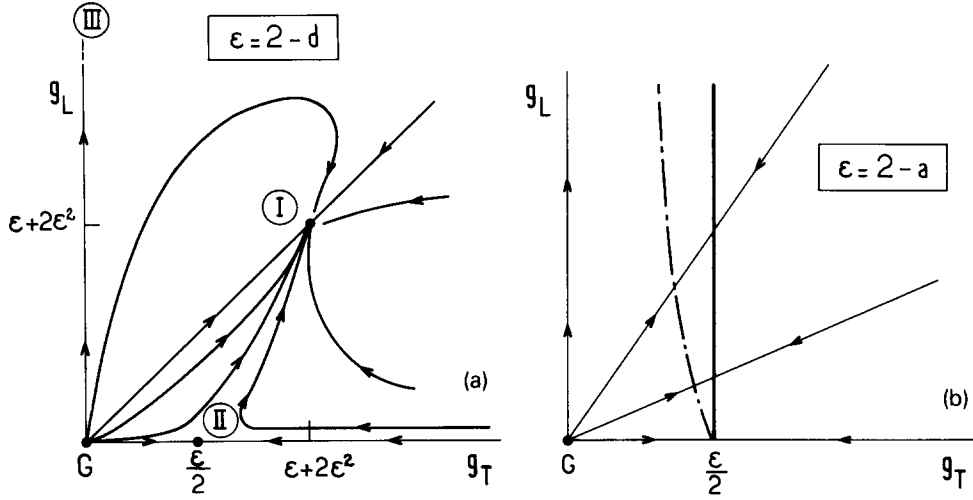 III
ε = 2 - d
g_L
I
ε+2ε²
II
(a)
G
ε/2
ε+2ε²
g_T
g_L
ε = 2 - a
(b)
G
ε/2
g_T